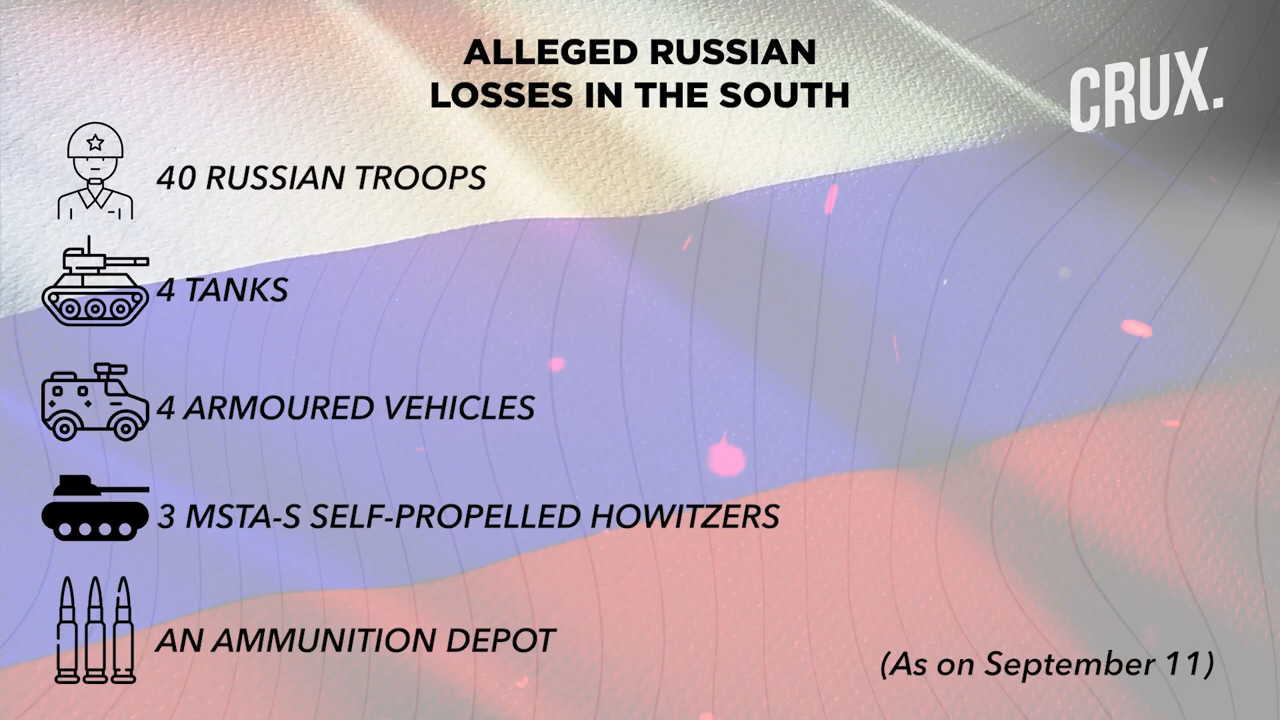 ALLEGED RUSSIAN
LOSSES IN THE SOUTH
CRUX.
40 RUSSIAN TROOPS
4 TANKS
4 ARMOURED VEHICLES
3 MSTA-S SELF-PROPELLED HOWITZERS
AN AMMUNITION DEPOT
(As on September 11)